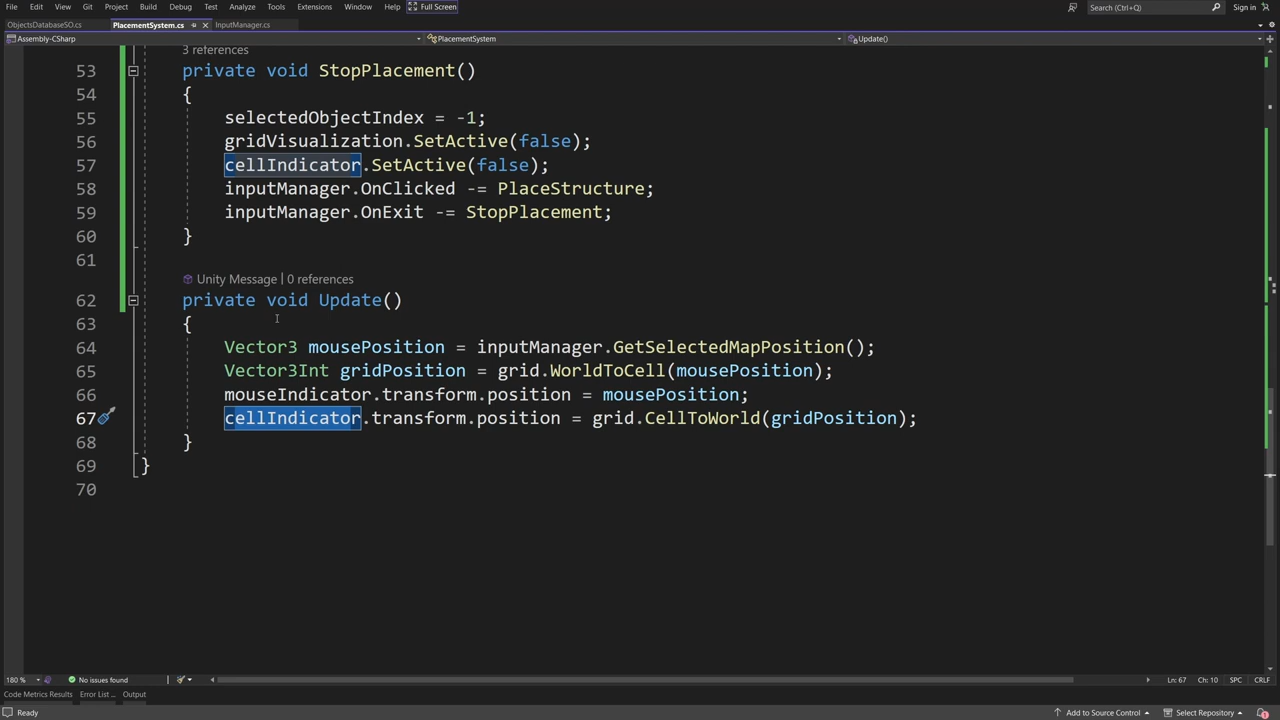 File Edit View Git Project Build Debug Test Analyze Tools Extensions Window Help Full Screen Search (Ctrl+Q) Sign in
ObjectsDatabaseSO.cs PlacementSystem.cs InputManager.cs
Assembly-CSharp PlacementSystem Update()
3 references
53 private void StopPlacement()
54 {
55 selectedObjectIndex = -1;
56 gridVisualization.SetActive(false);
57 cellIndicator.SetActive(false);
58 inputManager.OnClicked -= PlaceStructure;
59 inputManager.OnExit -= StopPlacement;
60 }
61
Unity Message | 0 references
62 private void Update()
63 {
64 Vector3 mousePosition = inputManager.GetSelectedMapPosition();
65 Vector3Int gridPosition = grid.WorldToCell(mousePosition);
66 mouseIndicator.transform.position = mousePosition;
67 cellIndicator.transform.position = grid.CellToWorld(gridPosition);
68 }
69 }
70
180 % No issues found Ln: 67 Ch: 10 SPC CRLF
Code Metrics Results Error List ... Output
Ready Add to Source Control Select Repository